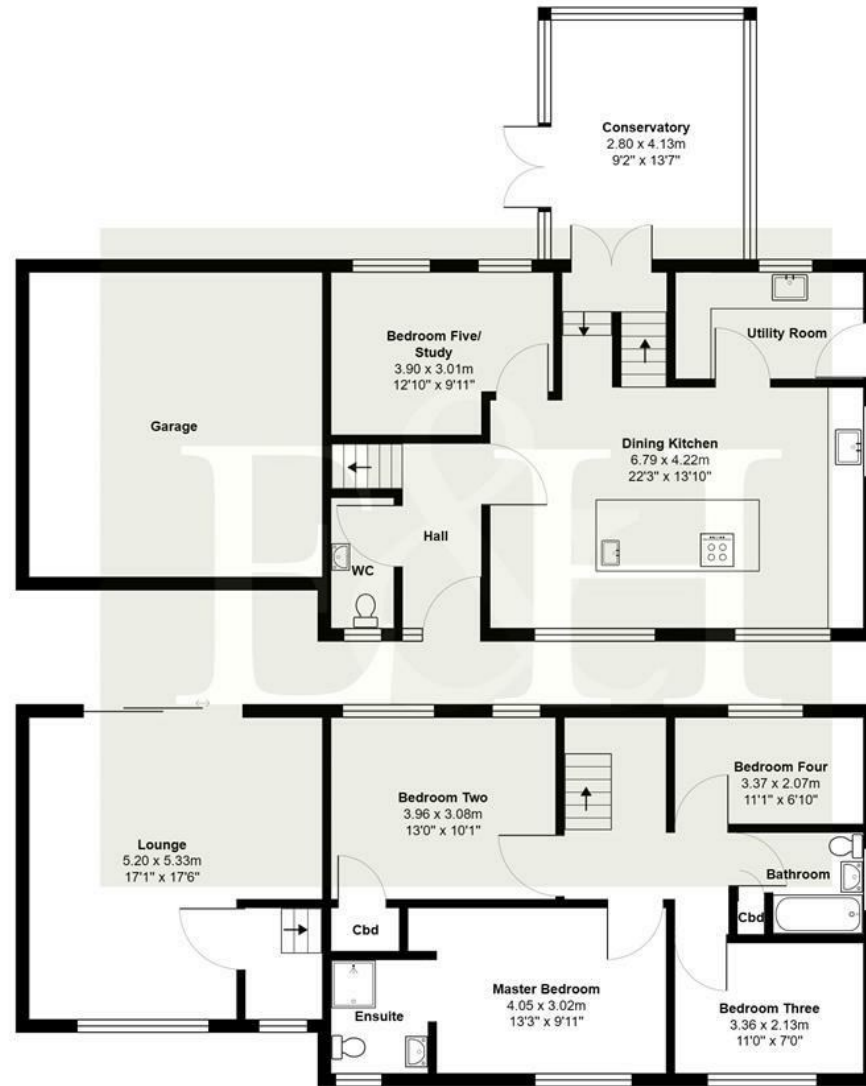 Conservatory
2.80 x 4.13m
9'2" x 13'7"
Bedroom Five/
Study
3.90 x 3.01m
12'10" x 9'11"
Utility Room
Garage
Dining Kitchen
6.79 x 4.22m
22'3" x 13'10"
Hall
WC
E&H
Bedroom Two
3.96 x 3.08m
13'0" x 10'1"
Bedroom Four
3.37 x 2.07m
11'1" x 6'10"
Lounge
5.20 x 5.33m
17'1" x 17'6"
Bathroom
Cbd
Cbd
Ensuite
Master Bedroom
4.05 x 3.02m
13'3" x 9'11"
Bedroom Three
3.36 x 2.13m
11'0" x 7'0"